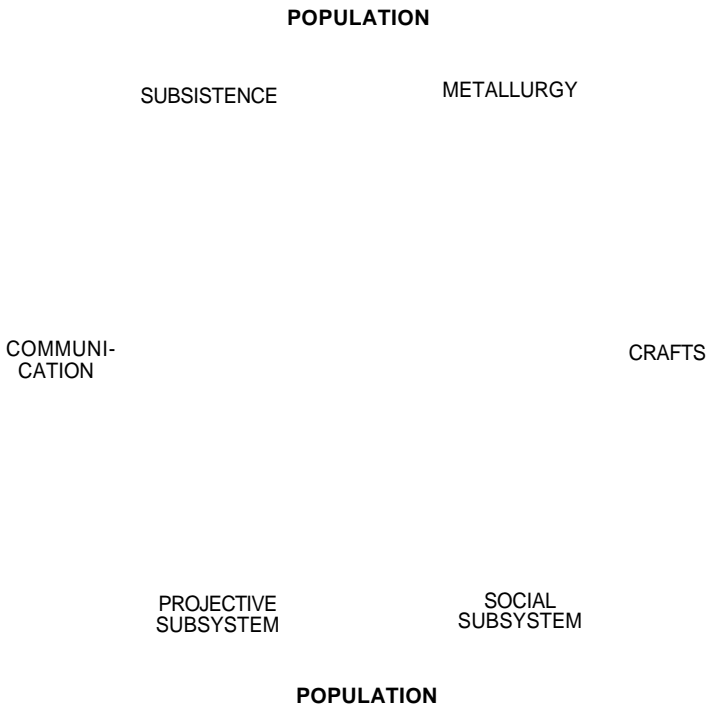 POPULATION
SUBSISTENCE
METALLURGY
COMMUNI-
CATION
CRAFTS
PROJECTIVE
SUBSYSTEM
SOCIAL
SUBSYSTEM
POPULATION